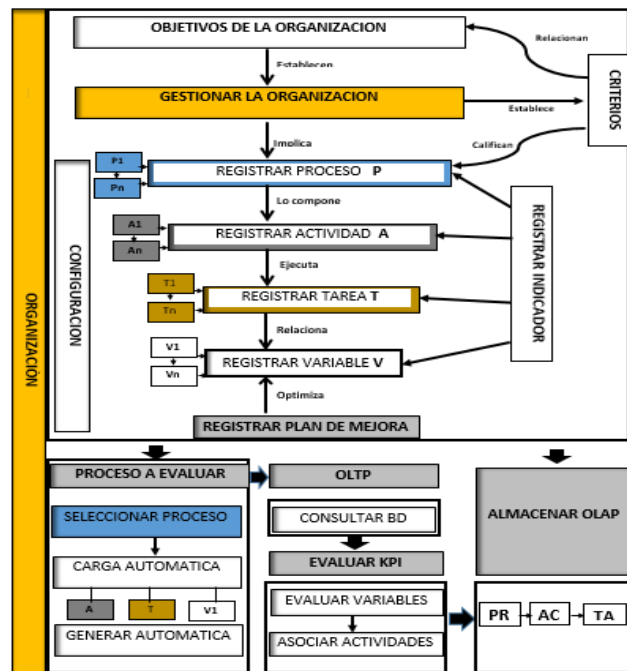 OBJETIVOS DE LA ORGANIZACION
Relacionan
Establecen
GESTIONAR LA ORGANIZACION
Establece
CRITERIOS
Imolica
Califican
P1
Pn
REGISTRAR PROCESO P
Lo compone
A1
An
REGISTRAR ACTIVIDAD A
Ejecuta
T1
Tn
REGISTRAR TAREA T
Relaciona
V1
Vn
REGISTRAR VARIABLE V
Optimiza
REGISTRAR PLAN DE MEJORA
REGISTRAR INDICADOR
CONFIGURACION
ORGANIZACIÓN
PROCESO A EVALUAR
SELECCIONAR PROCESO
CARGA AUTOMATICA
A
T
V1
GENERAR AUTOMATICA
OLTP
CONSULTAR BD
EVALUAR KPI
EVALUAR VARIABLES
ASOCIAR ACTIVIDADES
ALMACENAR OLAP
PR
AC
TA